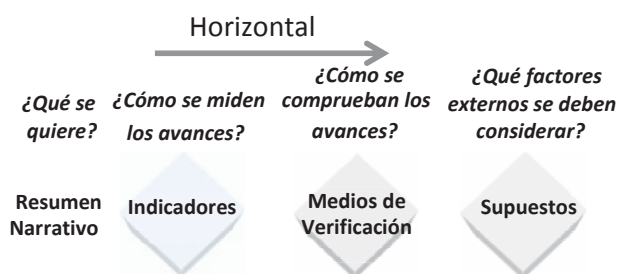 Horizontal
¿Qué se
quiere?
¿Cómo se miden
los avances?
¿Cómo se
comprueban los
avances?
¿Qué factores
externos se deben
considerar?
Resumen
Narrativo
Indicadores
Medios de
Verificación
Supuestos